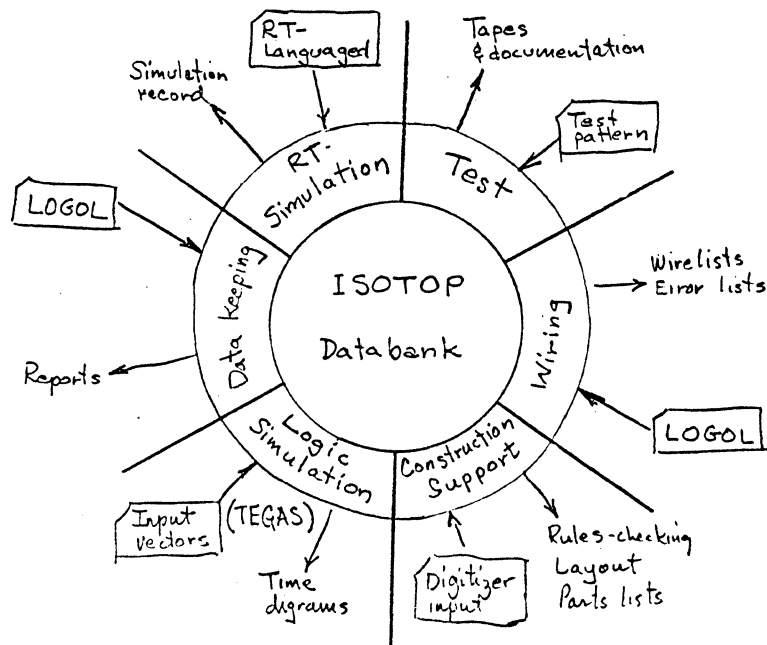 RT-
Languaged
Tapes
& documentation
Simulation
record
Test
pattern
RT-
Simulation
Test
LOGOL
Data Keeping
ISOTOP
Databank
Wiring
Wirelists
Error lists
Reports
LOGOL
Logic
Simulation
Construction
Support
Input
vectors
(TEGAS)
Time
digrams
Digitizer
input
Rules-checking
Layout
Parts lists